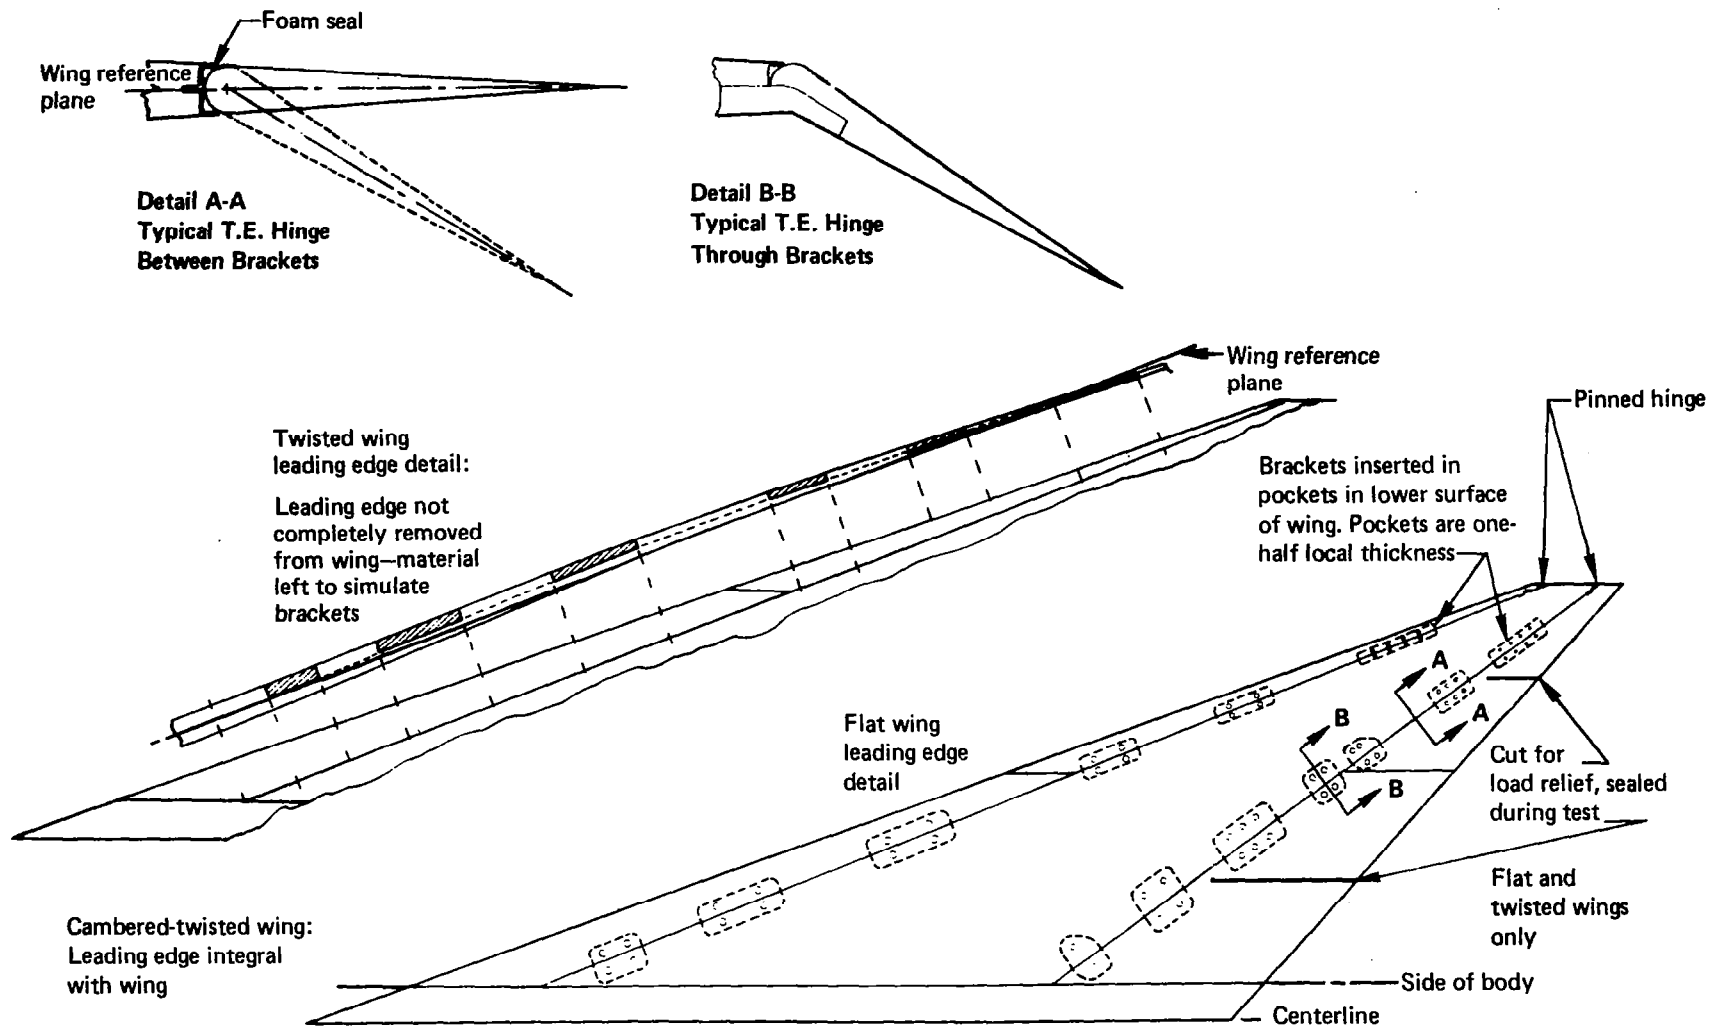 Foam seal
Wing reference
plane
Detail A-A
Typical T.E. Hinge
Between Brackets
Detail B-B
Typical T.E. Hinge
Through Brackets
Wing reference
plane
Pinned hinge
Twisted wing
leading edge detail:
Leading edge not
completely removed
from wing—material
left to simulate
brackets
Brackets inserted in
pockets in lower surface
of wing. Pockets are one-
half local thickness
A
A
B
B
Flat wing
leading edge
detail
Cut for
load relief, sealed
during test
Flat and
twisted wings
only
Cambered-twisted wing:
Leading edge integral
with wing
Side of body
Centerline